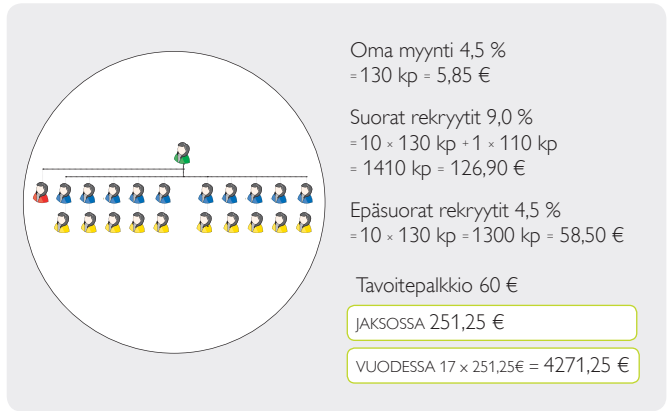 Oma myynti 4,5 %
= 130 kp = 5,85 €
Suorat rekryytit 9,0 %
= 10 × 130 kp + 1 × 110 kp
= 1410 kp = 126,90 €
Epäsuorat rekryytit 4,5 %
= 10 × 130 kp = 1300 kp = 58,50 €
Tavoitepalkkio 60 €
JAKSOSSA 251,25 €
VUODESSA 17 x 251,25€ = 4271,25 €